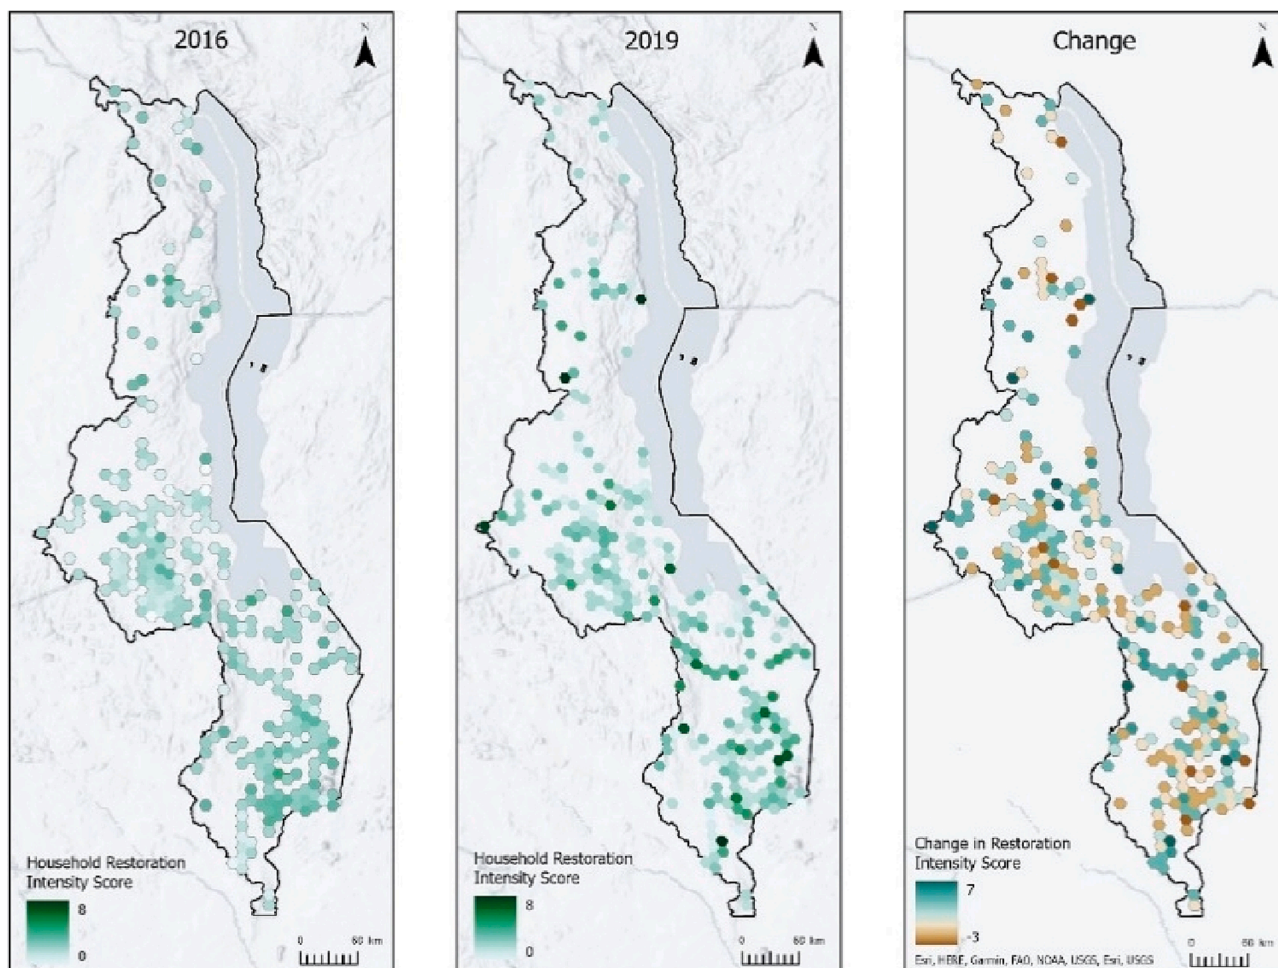 2016
N
Household Restoration
Intensity Score
8
0
0
60 km
2019
N
Household Restoration
Intensity Score
8
0
0
60 km
Change
N
Change in Restoration
Intensity Score
7
-3
0
60 km
Esri, HERE, Garmin, FAO, NOAA, USGS, Esri, USGS